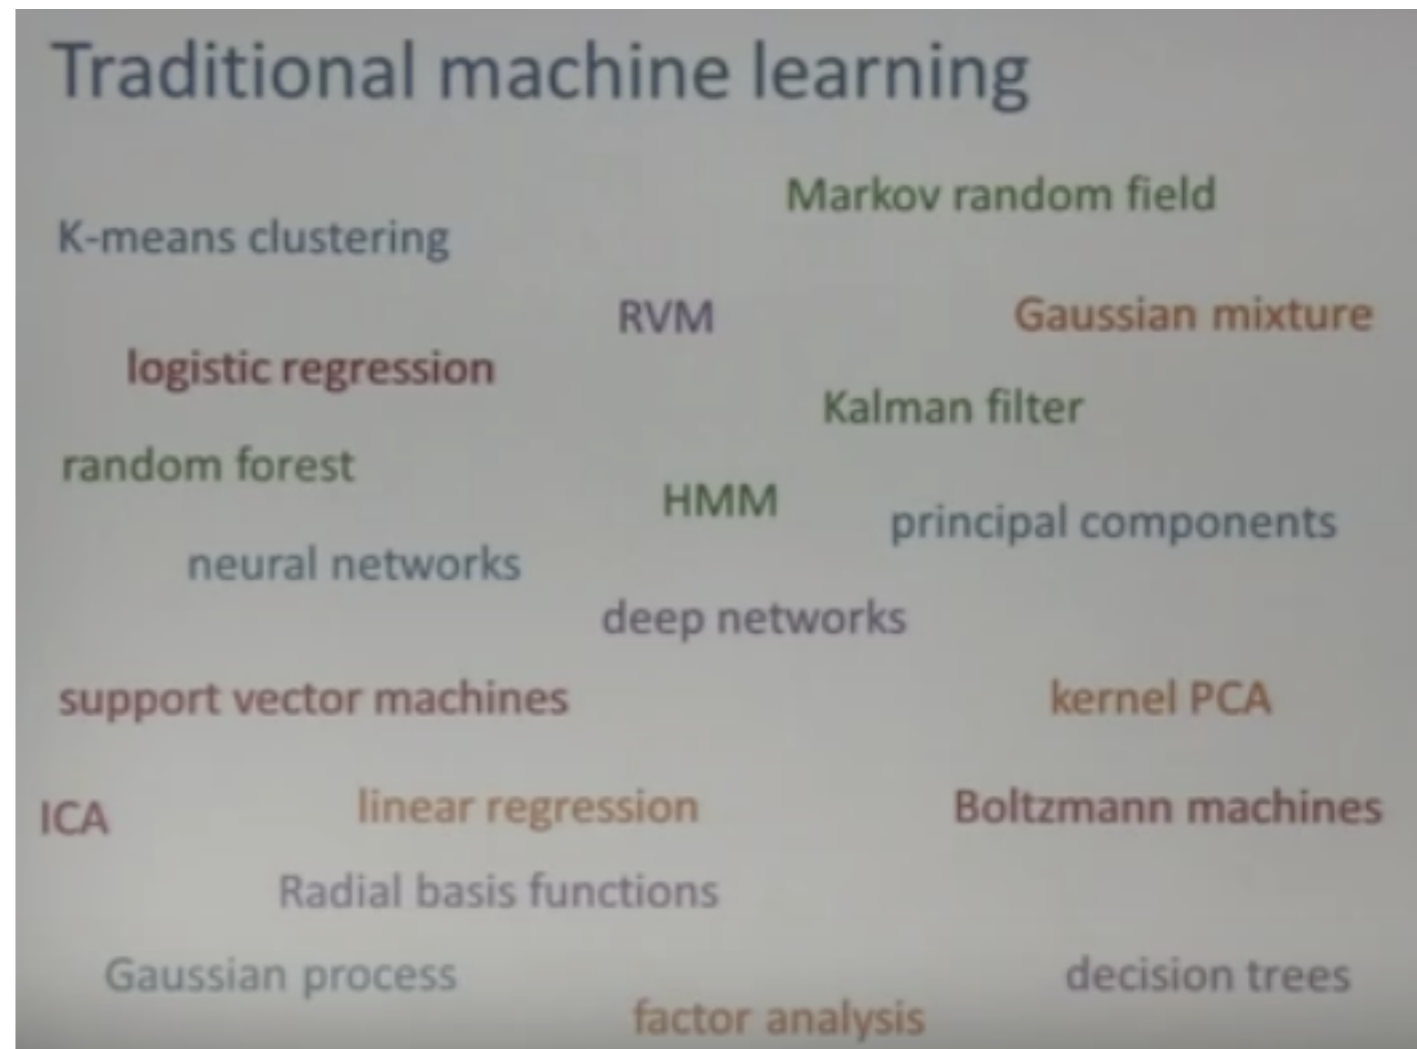 Traditional machine learning
Markov random field
K-means clustering
RVM
Gaussian mixture
logistic regression
Kalman filter
random forest
HMM
principal components
neural networks
deep networks
support vector machines
kernel PCA
ICA
linear regression
Boltzmann machines
Radial basis functions
Gaussian process
decision trees
factor analysis